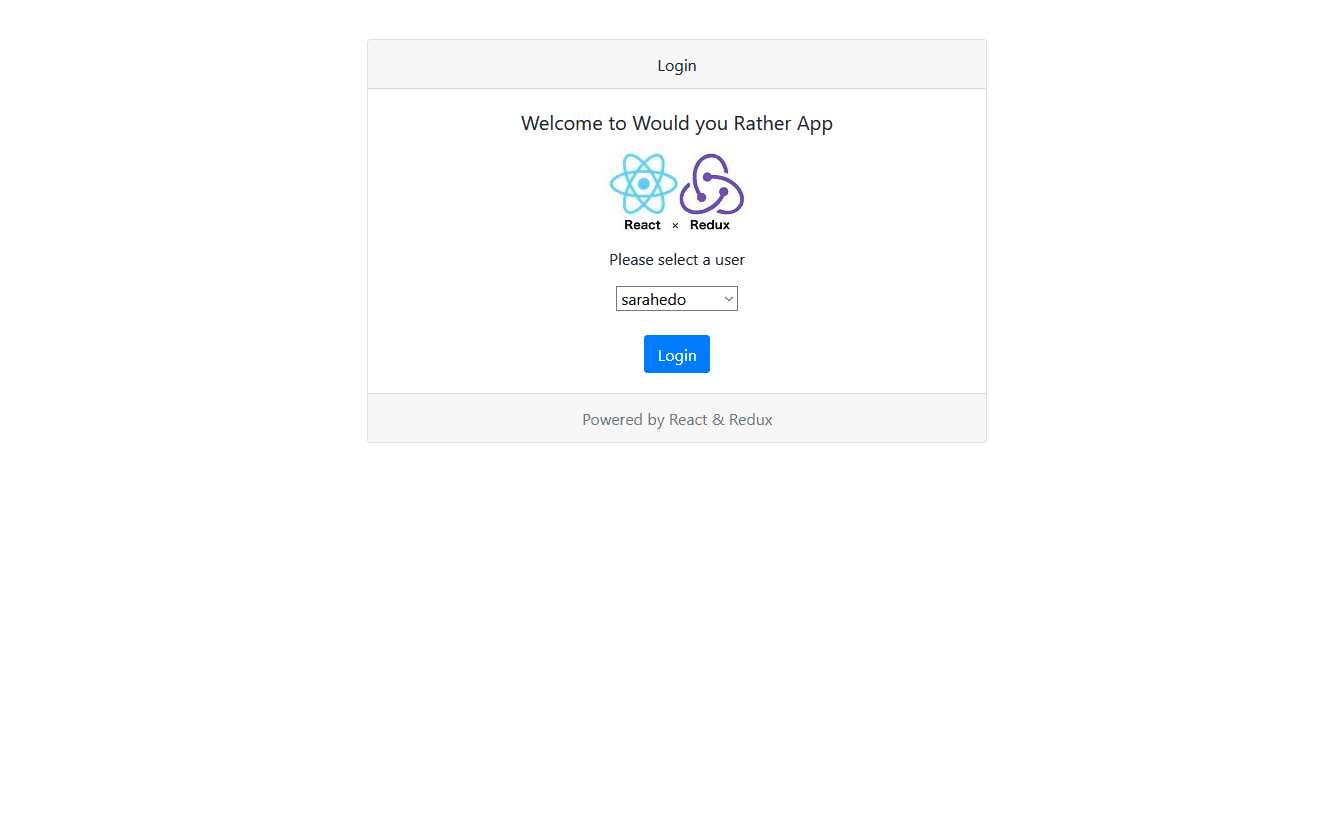 Login
Welcome to Would you Rather App
React × Redux
Please select a user
sarahedo
Login
Powered by React & Redux